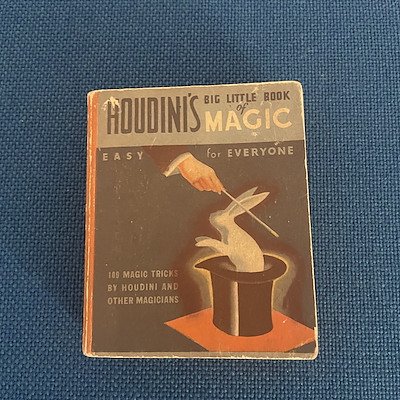 HOUDINI'S BIG LITTLE BOOK
of
MAGIC
EASY for EVERYONE
100 MAGIC TRICKS
BY HOUDINI AND
OTHER MAGICIANS